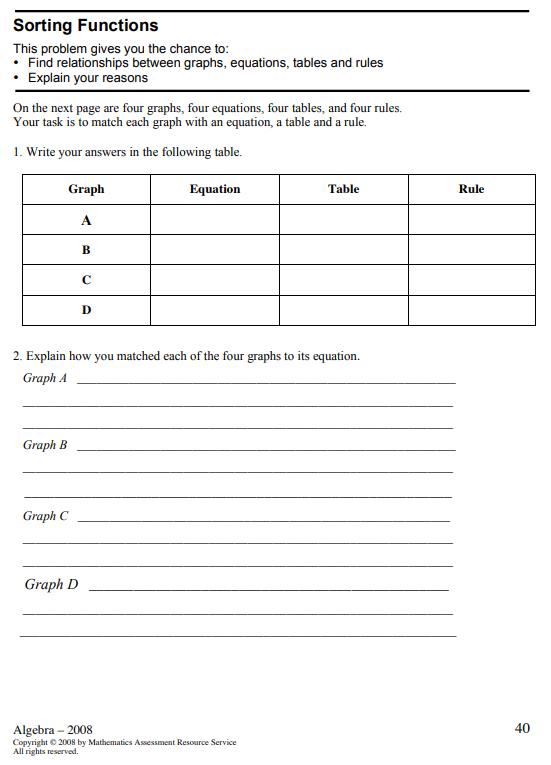 Sorting Functions
This problem gives you the chance to:
• Find relationships between graphs, equations, tables and rules
• Explain your reasons
On the next page are four graphs, four equations, four tables, and four rules.
Your task is to match each graph with an equation, a table and a rule.
1. Write your answers in the following table.
Graph Equation Table Rule
A
B
C
D
2. Explain how you matched each of the four graphs to its equation.
Graph A
Graph B
Graph C
Graph D
Algebra – 2008 40
Copyright © 2008 by Mathematics Assessment Resource Service
All rights reserved.